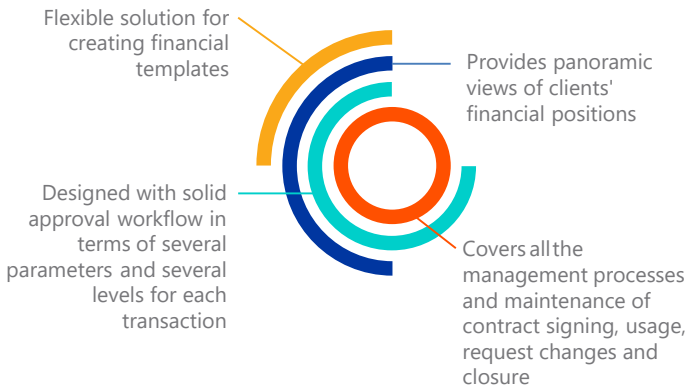 Flexible solution for
creating financial
templates
Provides panoramic
views of clients'
financial positions
Designed with solid
approval workflow in
terms of several
parameters and several
levels for each
transaction
Covers all the
management processes
and maintenance of
contract signing, usage,
request changes and
closure